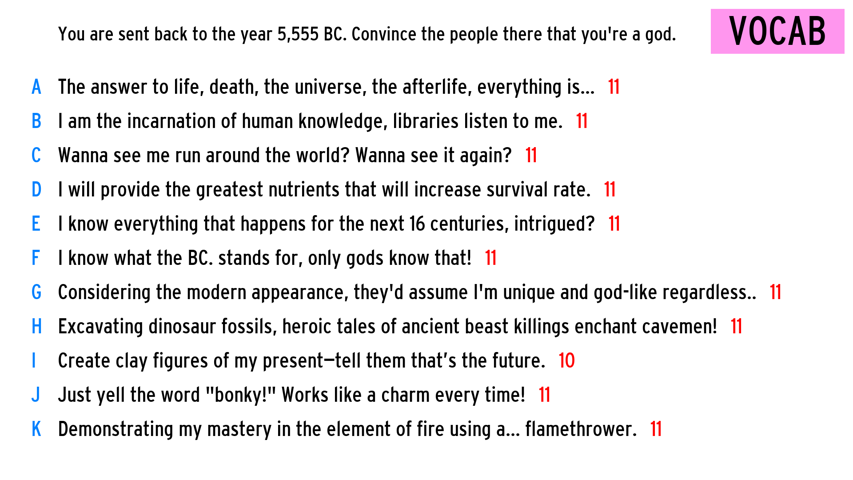 You are sent back to the year 5,555 BC. Convince the people there that you're a god.
VOCAB
A The answer to life, death, the universe, the afterlife, everything is... 11
B I am the incarnation of human knowledge, libraries listen to me. 11
C Wanna see me run around the world? Wanna see it again? 11
D I will provide the greatest nutrients that will increase survival rate. 11
E I know everything that happens for the next 16 centuries, intrigued? 11
F I know what the BC. stands for, only gods know that! 11
G Considering the modern appearance, they'd assume I'm unique and god-like regardless.. 11
H Excavating dinosaur fossils, heroic tales of ancient beast killings enchant cavemen! 11
I Create clay figures of my present—tell them that’s the future. 10
J Just yell the word "bonky!" Works like a charm every time! 11
K Demonstrating my mastery in the element of fire using a... flamethrower. 11